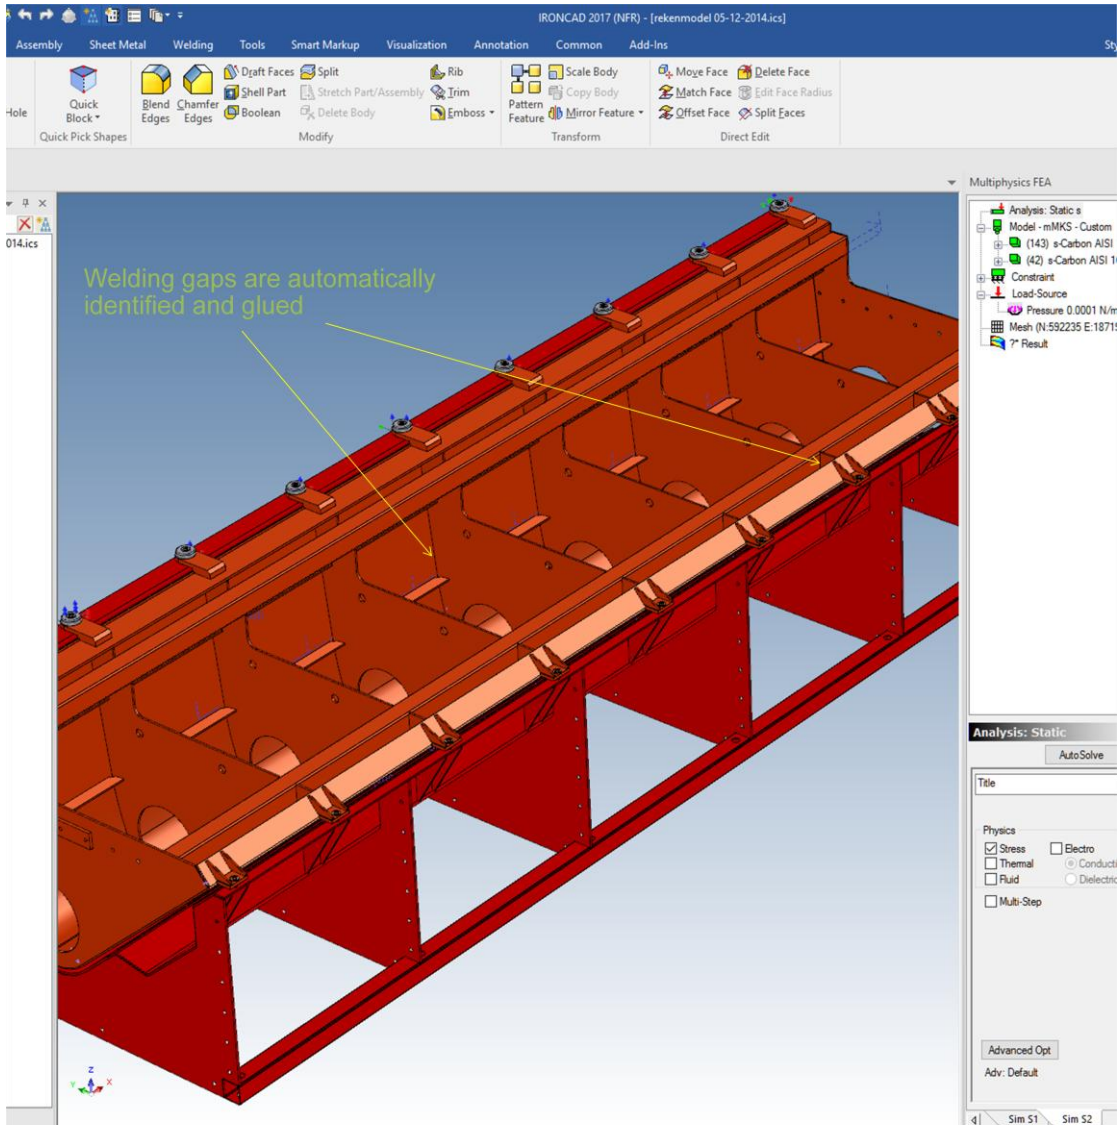 IRONCAD 2017 (NFR) - [rekenmodel 05-12-2014.ics]
Assembly Sheet Metal Welding Tools Smart Markup Visualization Annotation Common Add-Ins
Hole
Quick Block
Blend Edges
Chamfer Edges
Draft Faces
Split
Rib
Shell Part
Stretch Part/Assembly
Trim
Boolean
Delete Body
Emboss
Pattern Feature
Scale Body
Copy Body
Mirror Feature
Move Face
Delete Face
Match Face
Edit Face Radius
Offset Face
Split Faces
Quick Pick Shapes Modify Transform Direct Edit
014.ics
Welding gaps are automatically
identified and glued
Z
Y
X
Multiphysics FEA
Analysis: Static s
Model - mMKS - Custom
(143) s-Carbon AISI
(42) s-Carbon AISI 1
Constraint
Load-Source
Pressure 0.0001 N/m
Mesh (N:592235 E:1871
?* Result
Analysis: Static
AutoSolve
Title
Physics
Stress Electro
Thermal Conducti
Fluid Dielectric
Multi-Step
Advanced Opt
Adv: Default
Sim S1 Sim S2